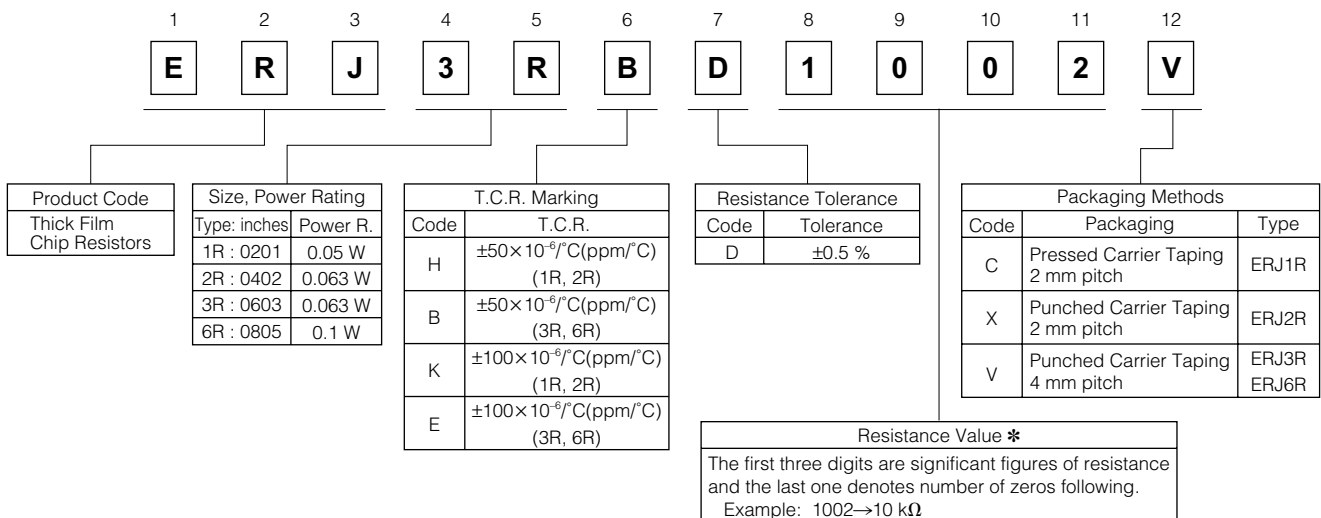 1 2 3 4 5 6 7 8 9 10 11 12
E R J 3 R B D 1 0 0 2 V
Product Code
Thick Film
Chip Resistors
Size, Power Rating
Type: inches Power R.
1R : 0201 0.05 W
2R : 0402 0.063 W
3R : 0603 0.063 W
6R : 0805 0.1 W
T.C.R. Marking
Code T.C.R.
H ±50×10⁻⁶/˚C(ppm/˚C)
(1R, 2R)
B ±50×10⁻⁶/˚C(ppm/˚C)
(3R, 6R)
K ±100×10⁻⁶/˚C(ppm/˚C)
(1R, 2R)
E ±100×10⁻⁶/˚C(ppm/˚C)
(3R, 6R)
Resistance Tolerance
Code Tolerance
D ±0.5 %
Packaging Methods
Code Packaging Type
C Pressed Carrier Taping
2 mm pitch ERJ1R
X Punched Carrier Taping
2 mm pitch ERJ2R
V Punched Carrier Taping ERJ3R
4 mm pitch ERJ6R
Resistance Value ✻
The first three digits are significant figures of resistance
and the last one denotes number of zeros following.
Example: 1002→10 kΩ